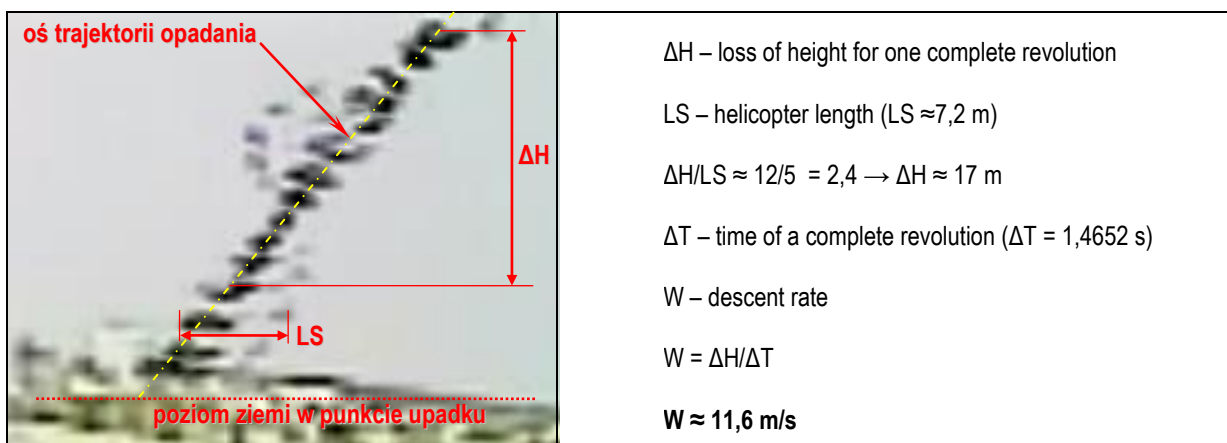 oś trajektorii opadania
ΔH
LS
poziom ziemi w punkcie upadku
ΔH – loss of height for one complete revolution
LS – helicopter length (LS ≈7,2 m)
ΔH/LS ≈ 12/5 = 2,4 → ΔH ≈ 17 m
ΔT – time of a complete revolution (ΔT = 1,4652 s)
W – descent rate
W = ΔH/ΔT
W ≈ 11,6 m/s